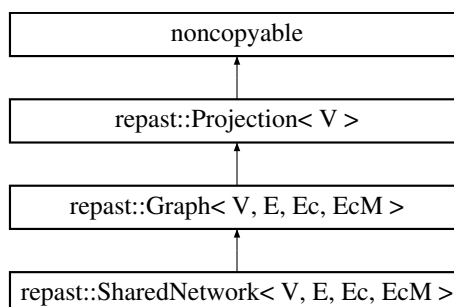 noncopyable
repast::Projection< V >
repast::Graph< V, E, Ec, EcM >
repast::SharedNetwork< V, E, Ec, EcM >